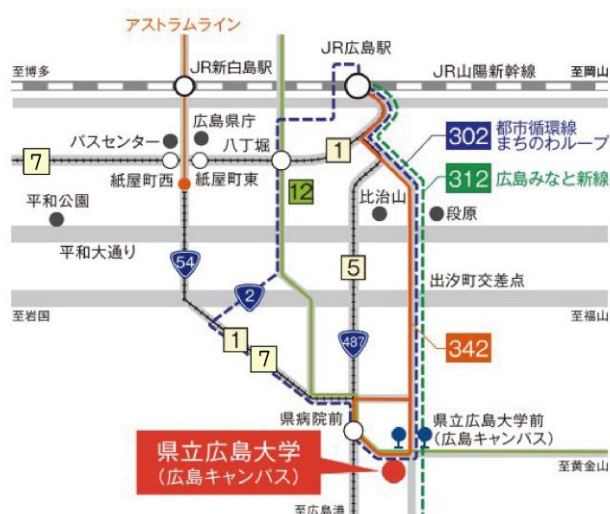 アストラムライン
JR広島駅
至博多
JR新白島駅
JR山陽新幹線
至岡山
広島県庁
バスセンター
八丁堀
1
302 都市循環線
まちのわループ
7
紙屋町西
紙屋町東
12
312 広島みなと新線
平和公園
比治山
段原
平和大通り
54
5
出汐町交差点
2
至岩国
至福山
1
487
342
7
県病院前
県立広島大学前
(広島キャンパス)
県立広島大学
(広島キャンパス)
至黄金山
至広島港